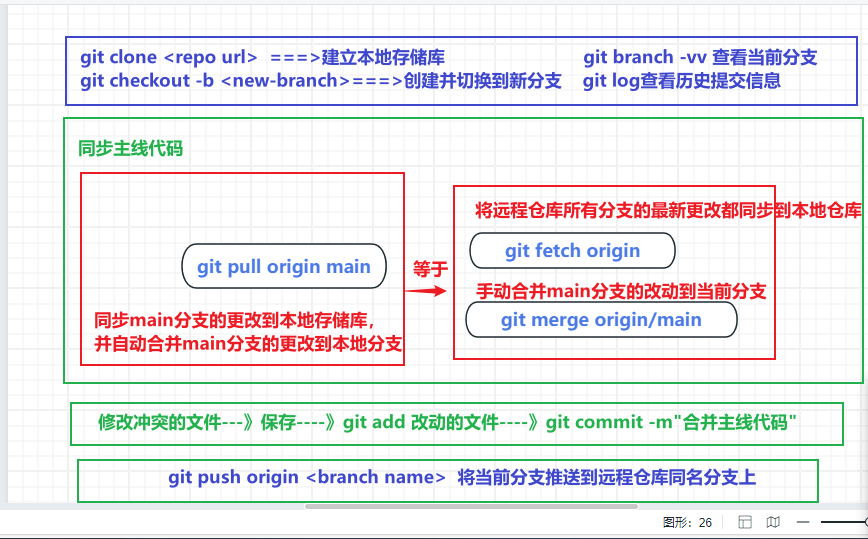 git clone <repo url>  ===>建立本地存储库 git branch -vv 查看当前分支
git checkout -b <new-branch>===>创建并切换到新分支 git log查看历史提交信息
同步主线代码
将远程仓库所有分支的最新更改都同步到本地仓库
git fetch origin
git pull origin main
等于
手动合并main分支的改动到当前分支
git merge origin/main
同步main分支的更改到本地存储库，
并自动合并main分支的更改到本地分支
修改冲突的文件---》保存----》git add 改动的文件----》git commit -m"合并主线代码"
git push origin <branch name>  将当前分支推送到远程仓库同名分支上
图形：26